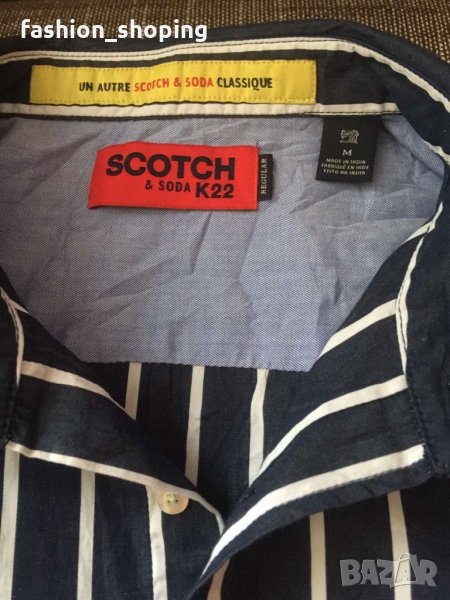 fashion_shoping
UN AUTRE SCOTCH & SODA CLASSIQUE
SCOTCH
& SODA K22
REGULAR
M
MADE IN INDIA
FABRIQUÉ EN INDE
FEITO NA INDIA
BAZAR